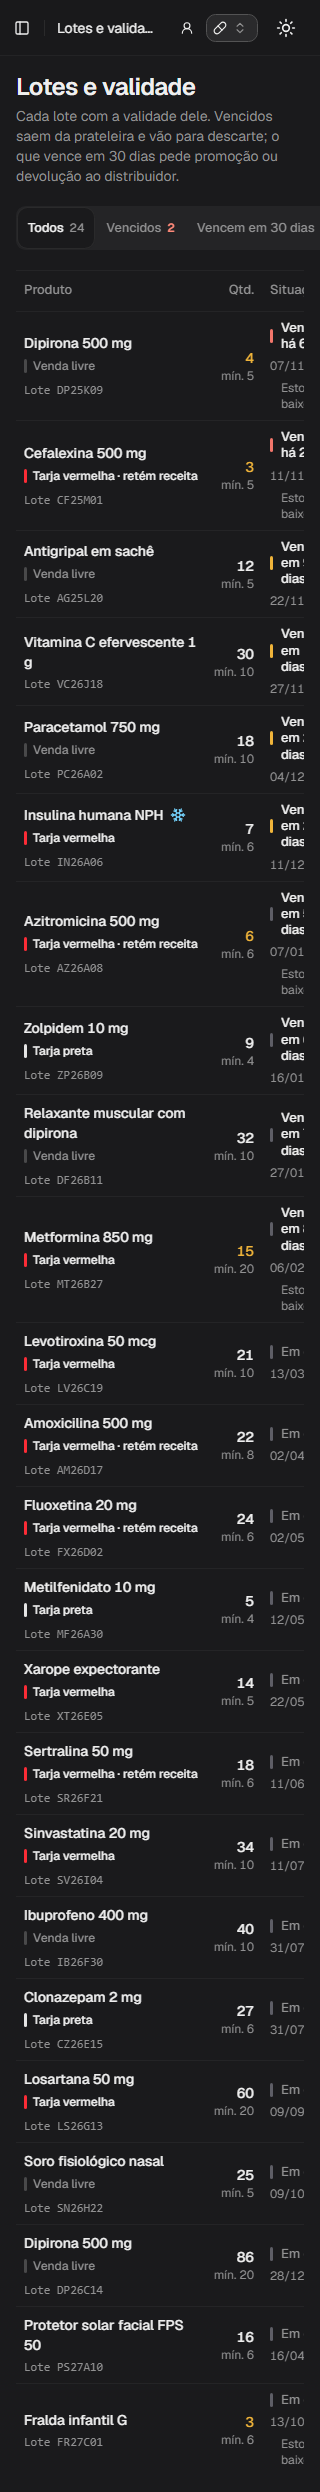 Lotes e valida...
Lotes e validade
Cada lote com a validade dele. Vencidos
saem da prateleira e vão para descarte; o
que vence em 30 dias pede promoção ou
devolução ao distribuidor.
Todos 24 Vencidos 2 Vencem em 30 dias
Produto Qtd.
Dipirona 500 mg
Venda livre
Lote DP25K09
4
mín. 5
há
07/11
Cefalexina 500 mg
Tarja vermelha · retém receita
Lote CF25M01
3
mín. 5
há
11/11
Antigripal em sachê
Venda livre
Lote AG25L20
12
mín. 5
em
dias
22/11
Vitamina C efervescente 1
g
Lote VC26J18
30
mín. 10
em
dias
27/11
Paracetamol 750 mg
Venda livre
Lote PC26A02
18
mín. 10
em
dias
04/12
Insulina humana NPH ❄
Tarja vermelha
Lote IN26A06
7
mín. 6
em
dias
11/12
Azitromicina 500 mg
Tarja vermelha · retém receita
Lote AZ26A08
6
mín. 6
em
dias
07/01
Zolpidem 10 mg
Tarja preta
Lote ZP26B09
9
mín. 4
em
dias
16/01
Relaxante muscular com
dipirona
Venda livre
Lote DF26B11
32
mín. 10
em
dias
27/01
Metformina 850 mg
Tarja vermelha
Lote MT26B27
15
mín. 20
em
dias
06/02
Levotiroxina 50 mcg
Tarja vermelha
Lote LV26C19
21
mín. 10
Em
13/03
Amoxicilina 500 mg
Tarja vermelha · retém receita
Lote AM26D17
22
mín. 8
Em
02/04
Fluoxetina 20 mg
Tarja vermelha · retém receita
Lote FX26D02
24
mín. 6
Em
02/05
Metilfenidato 10 mg
Tarja preta
Lote MF26A30
5
mín. 4
Em
12/05
Xarope expectorante
Tarja vermelha
Lote XT26E05
14
mín. 5
Em
22/05
Sertralina 50 mg
Tarja vermelha · retém receita
Lote SR26F21
18
mín. 6
Em
11/06
Sinvastatina 20 mg
Tarja vermelha
Lote SV26I04
34
mín. 10
Em
11/07
Ibuprofeno 400 mg
Venda livre
Lote IB26F30
40
mín. 10
Em
31/07
Clonazepam 2 mg
Tarja preta
Lote CZ26E15
27
mín. 6
Em
31/07
Losartana 50 mg
Tarja vermelha
Lote LS26G13
60
mín. 20
Em
09/09
Soro fisiológico nasal
Venda livre
Lote SN26H22
25
mín. 5
Em
09/10
Dipirona 500 mg
Venda livre
Lote DP26C14
86
mín. 20
Em
28/12
Protetor solar facial FPS
50
Lote PS27A10
16
mín. 6
Em
16/04
Fralda infantil G
Lote FR27C01
3
mín. 6
Em
13/10